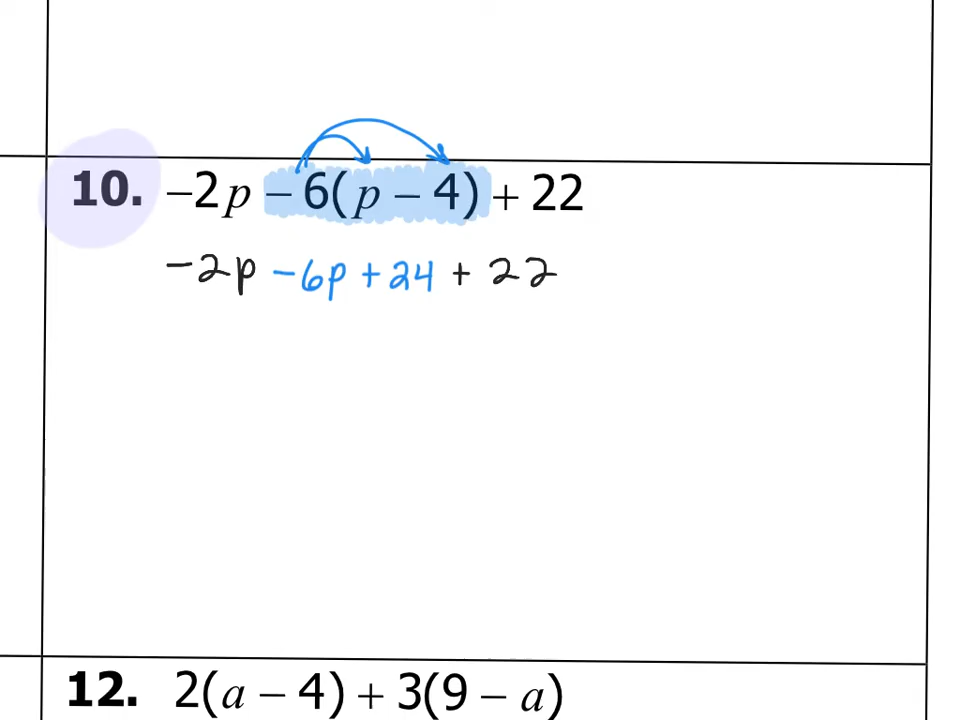 10. −2p − 6(p − 4) + 22
−2p −6p + 24 + 22
12. 2(a − 4) + 3(9 − a)